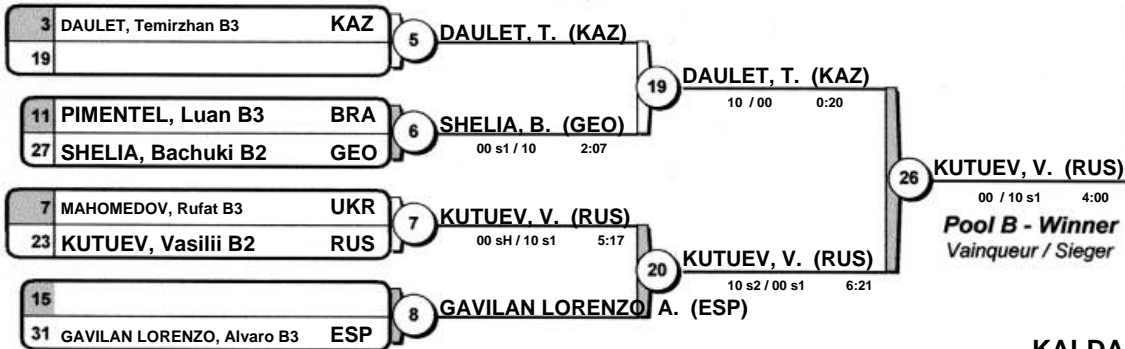 3 DAULET, Temirzhan B3 KAZ
19
5 DAULET, T. (KAZ)
11 PIMENTEL, Luan B3 BRA
27 SHELIA, Bachuki B2 GEO
6 SHELIA, B. (GEO)
00 s1 / 10 2:07
19 DAULET, T. (KAZ)
10 / 00 0:20
7 MAHOMEDOV, Rufat B3 UKR
23 KUTUEV, Vasilii B2 RUS
7 KUTUEV, V. (RUS)
00 sH / 10 s1 5:17
15
31 GAVILAN LORENZO, Alvaro B3 ESP
8 GAVILAN LORENZO, A. (ESP)
20 KUTUEV, V. (RUS)
10 s2 / 00 s1 6:21
26 KUTUEV, V. (RUS)
00 / 10 s1 4:00
Pool B - Winner
Vainqueur / Sieger